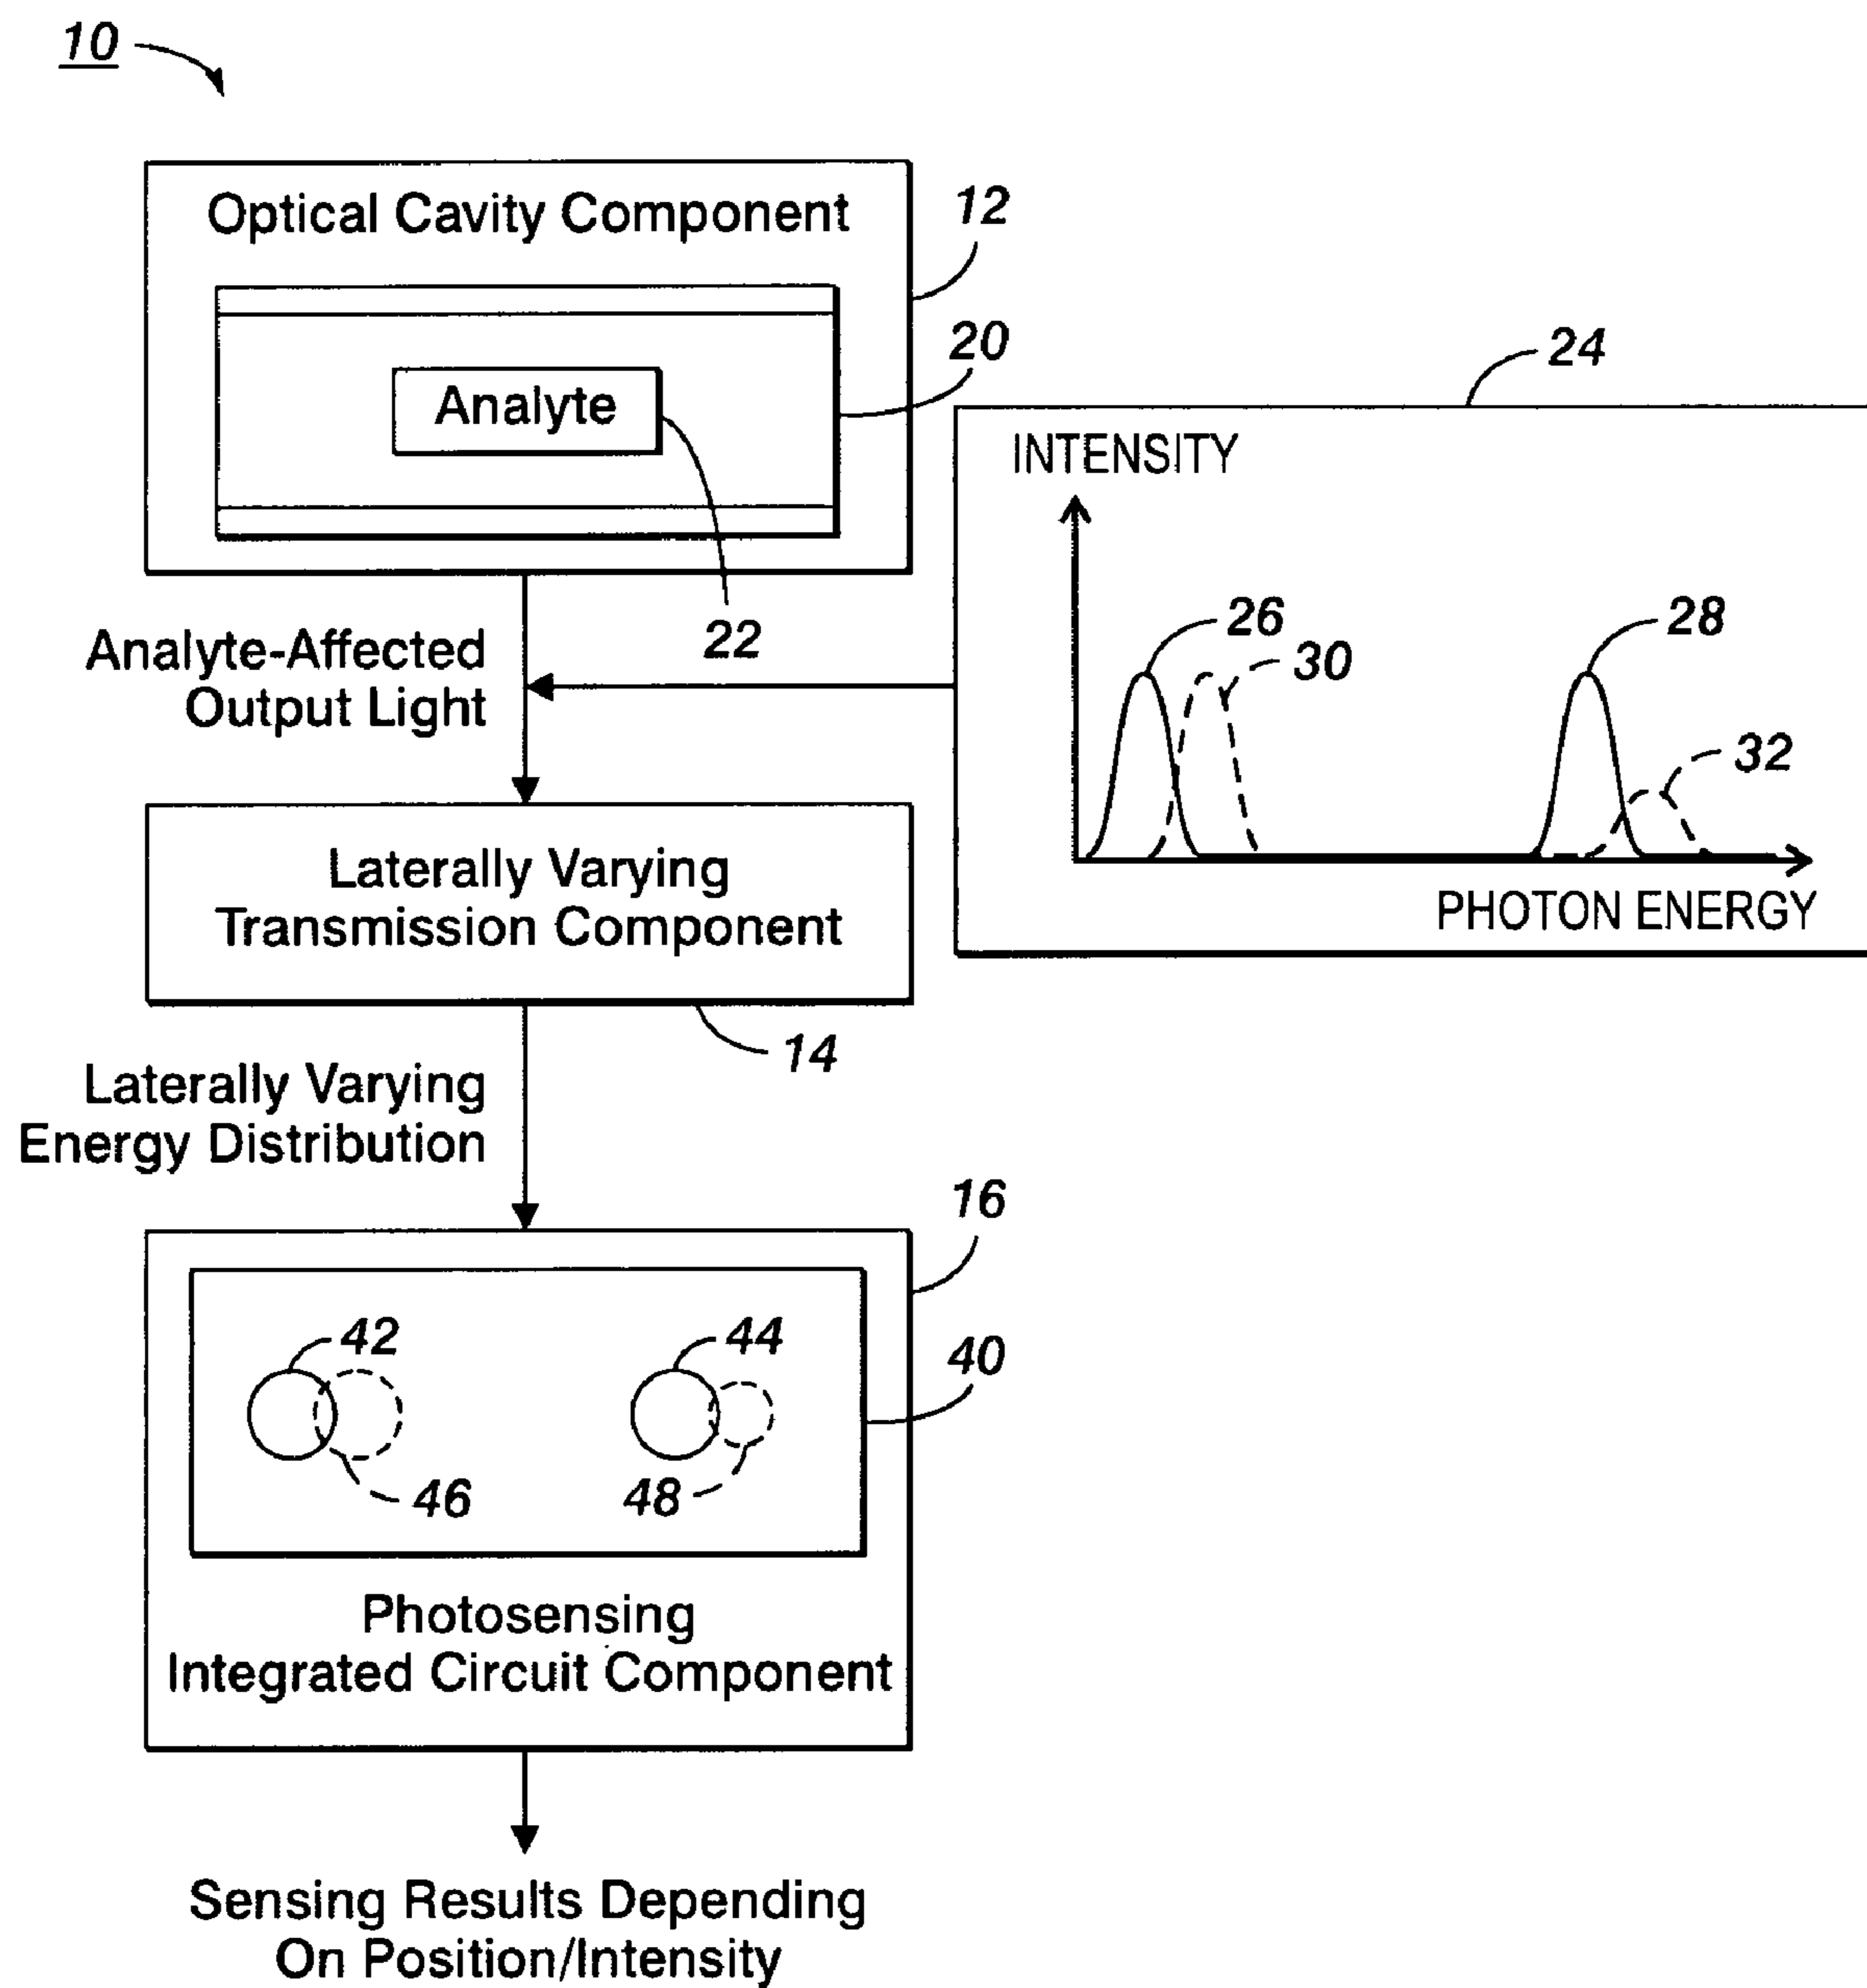 10
Optical Cavity Component
12
20
Analyte
22
24
INTENSITY
26
28
30
32
PHOTON ENERGY
Analyte-Affected
Output Light
Laterally Varying
Transmission Component
14
Laterally Varying
Energy Distribution
16
42
44
40
46
48
Photosensing
Integrated Circuit Component
Sensing Results Depending
On Position/Intensity